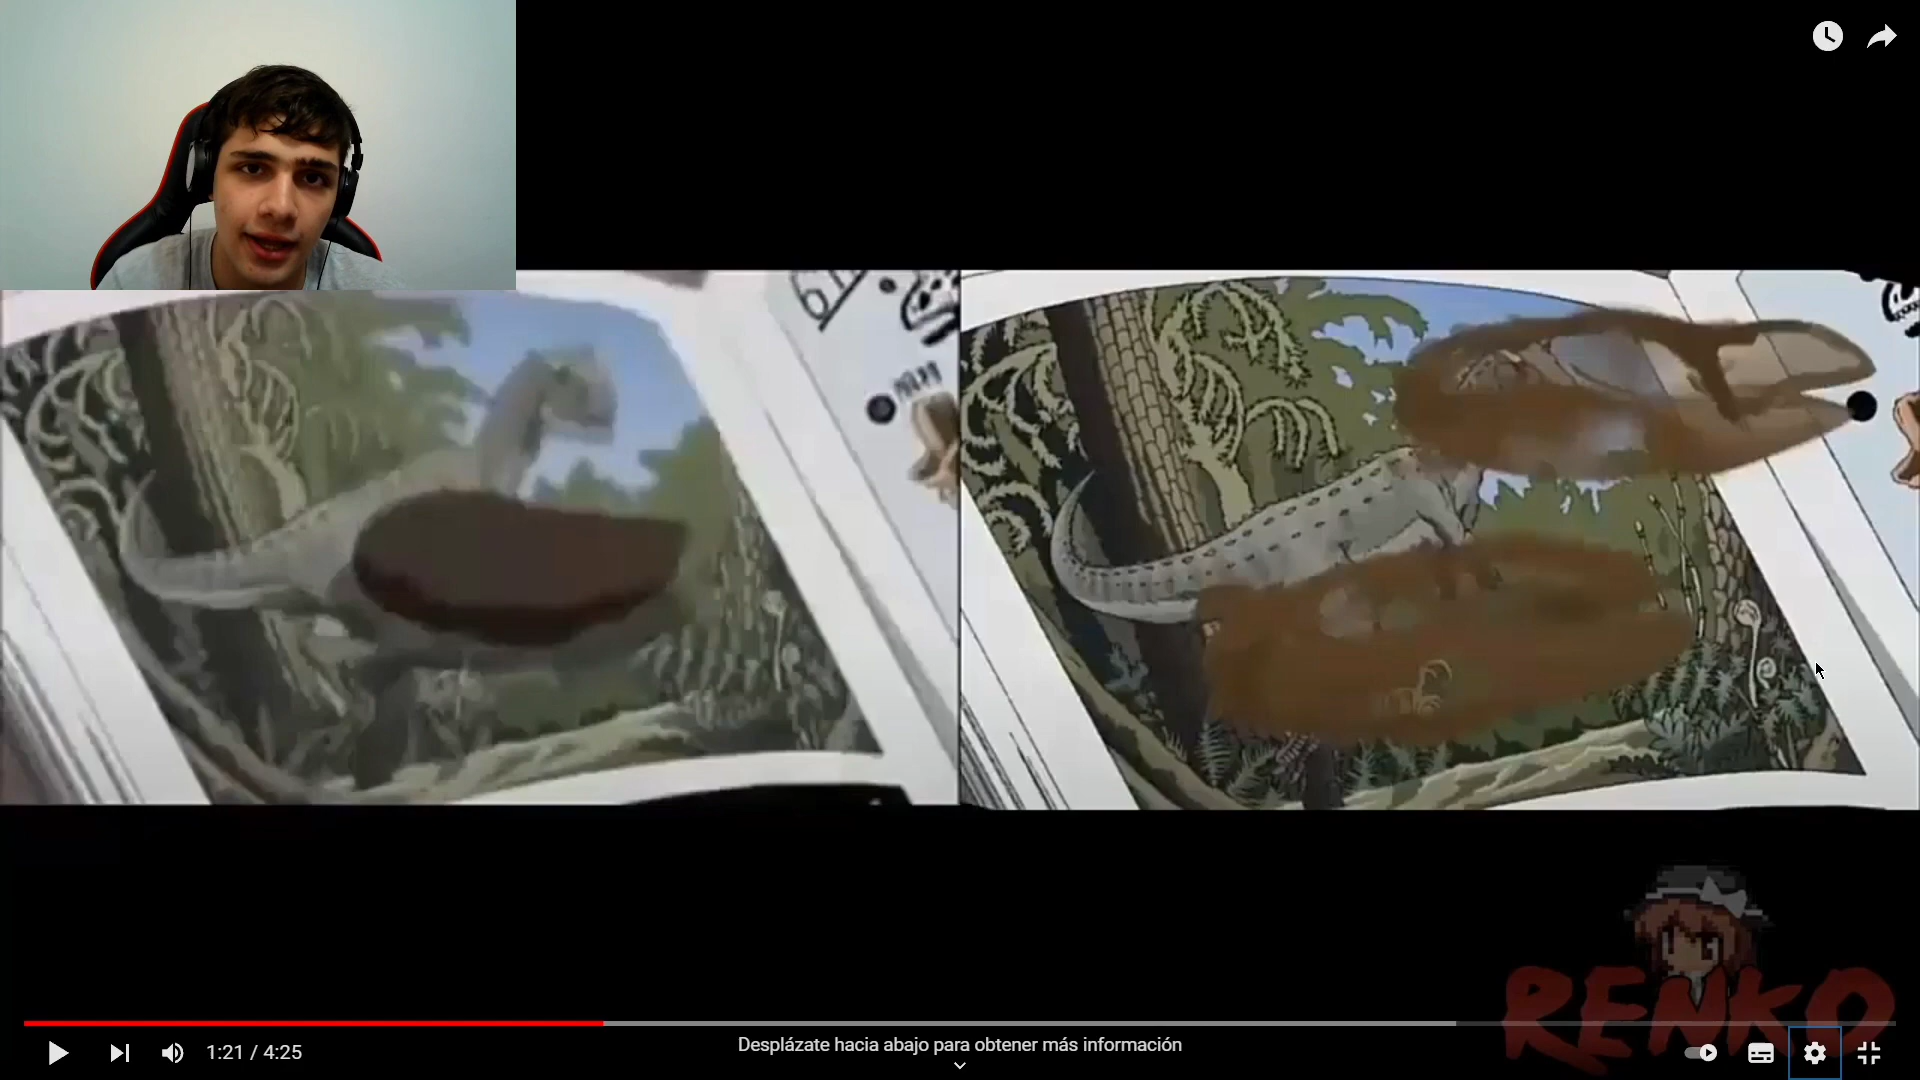 1:21 / 4:25
Desplázate hacia abajo para obtener más información
RENKO